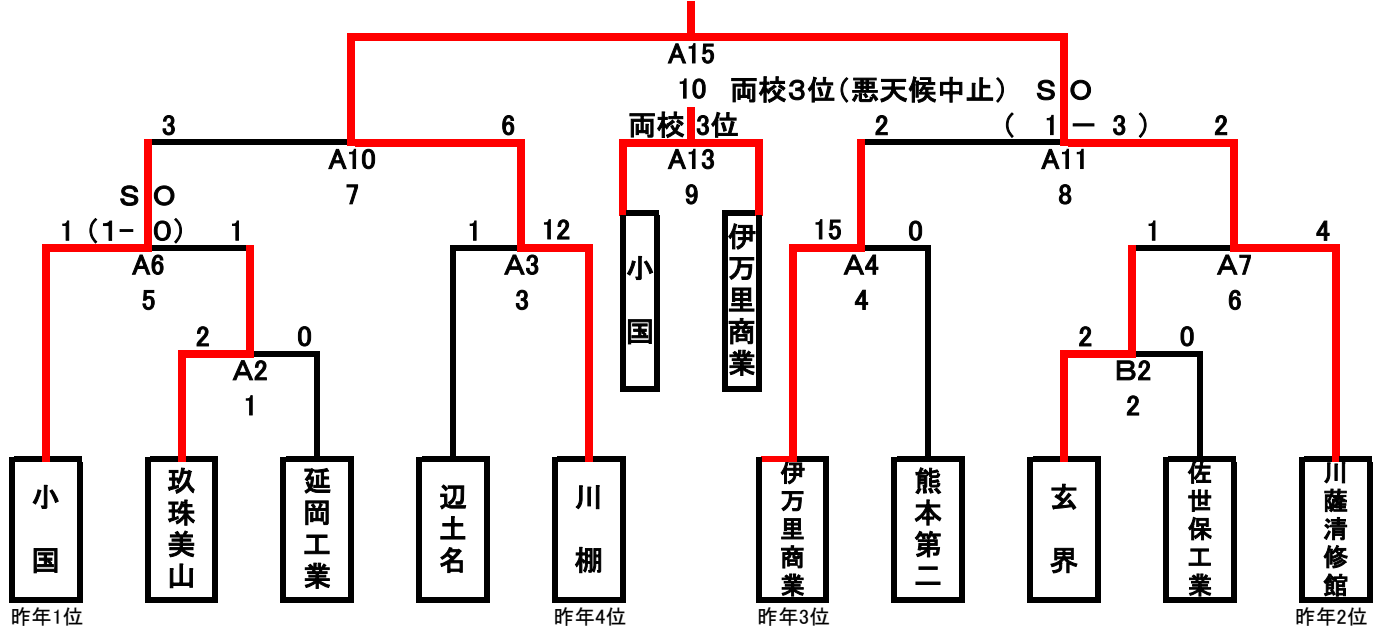 A15
10 両校3位(悪天候中止) SO
両校3位
3 6 2 ( 1 - 3 ) 2
A10 A13 A11
7 9 8
SO
1 (1-0) 1 1 12 15 0 1 4
A6 A3 A4 A7
5 3 4 6
小国
伊万里商業
2 0 2 0
A2 B2
1 2
小国
玖珠美山
延岡工業
辺土名
川棚
伊万里商業
熊本第二
玄界
佐世保工業
川薩清修館
昨年1位 昨年4位 昨年3位 昨年2位